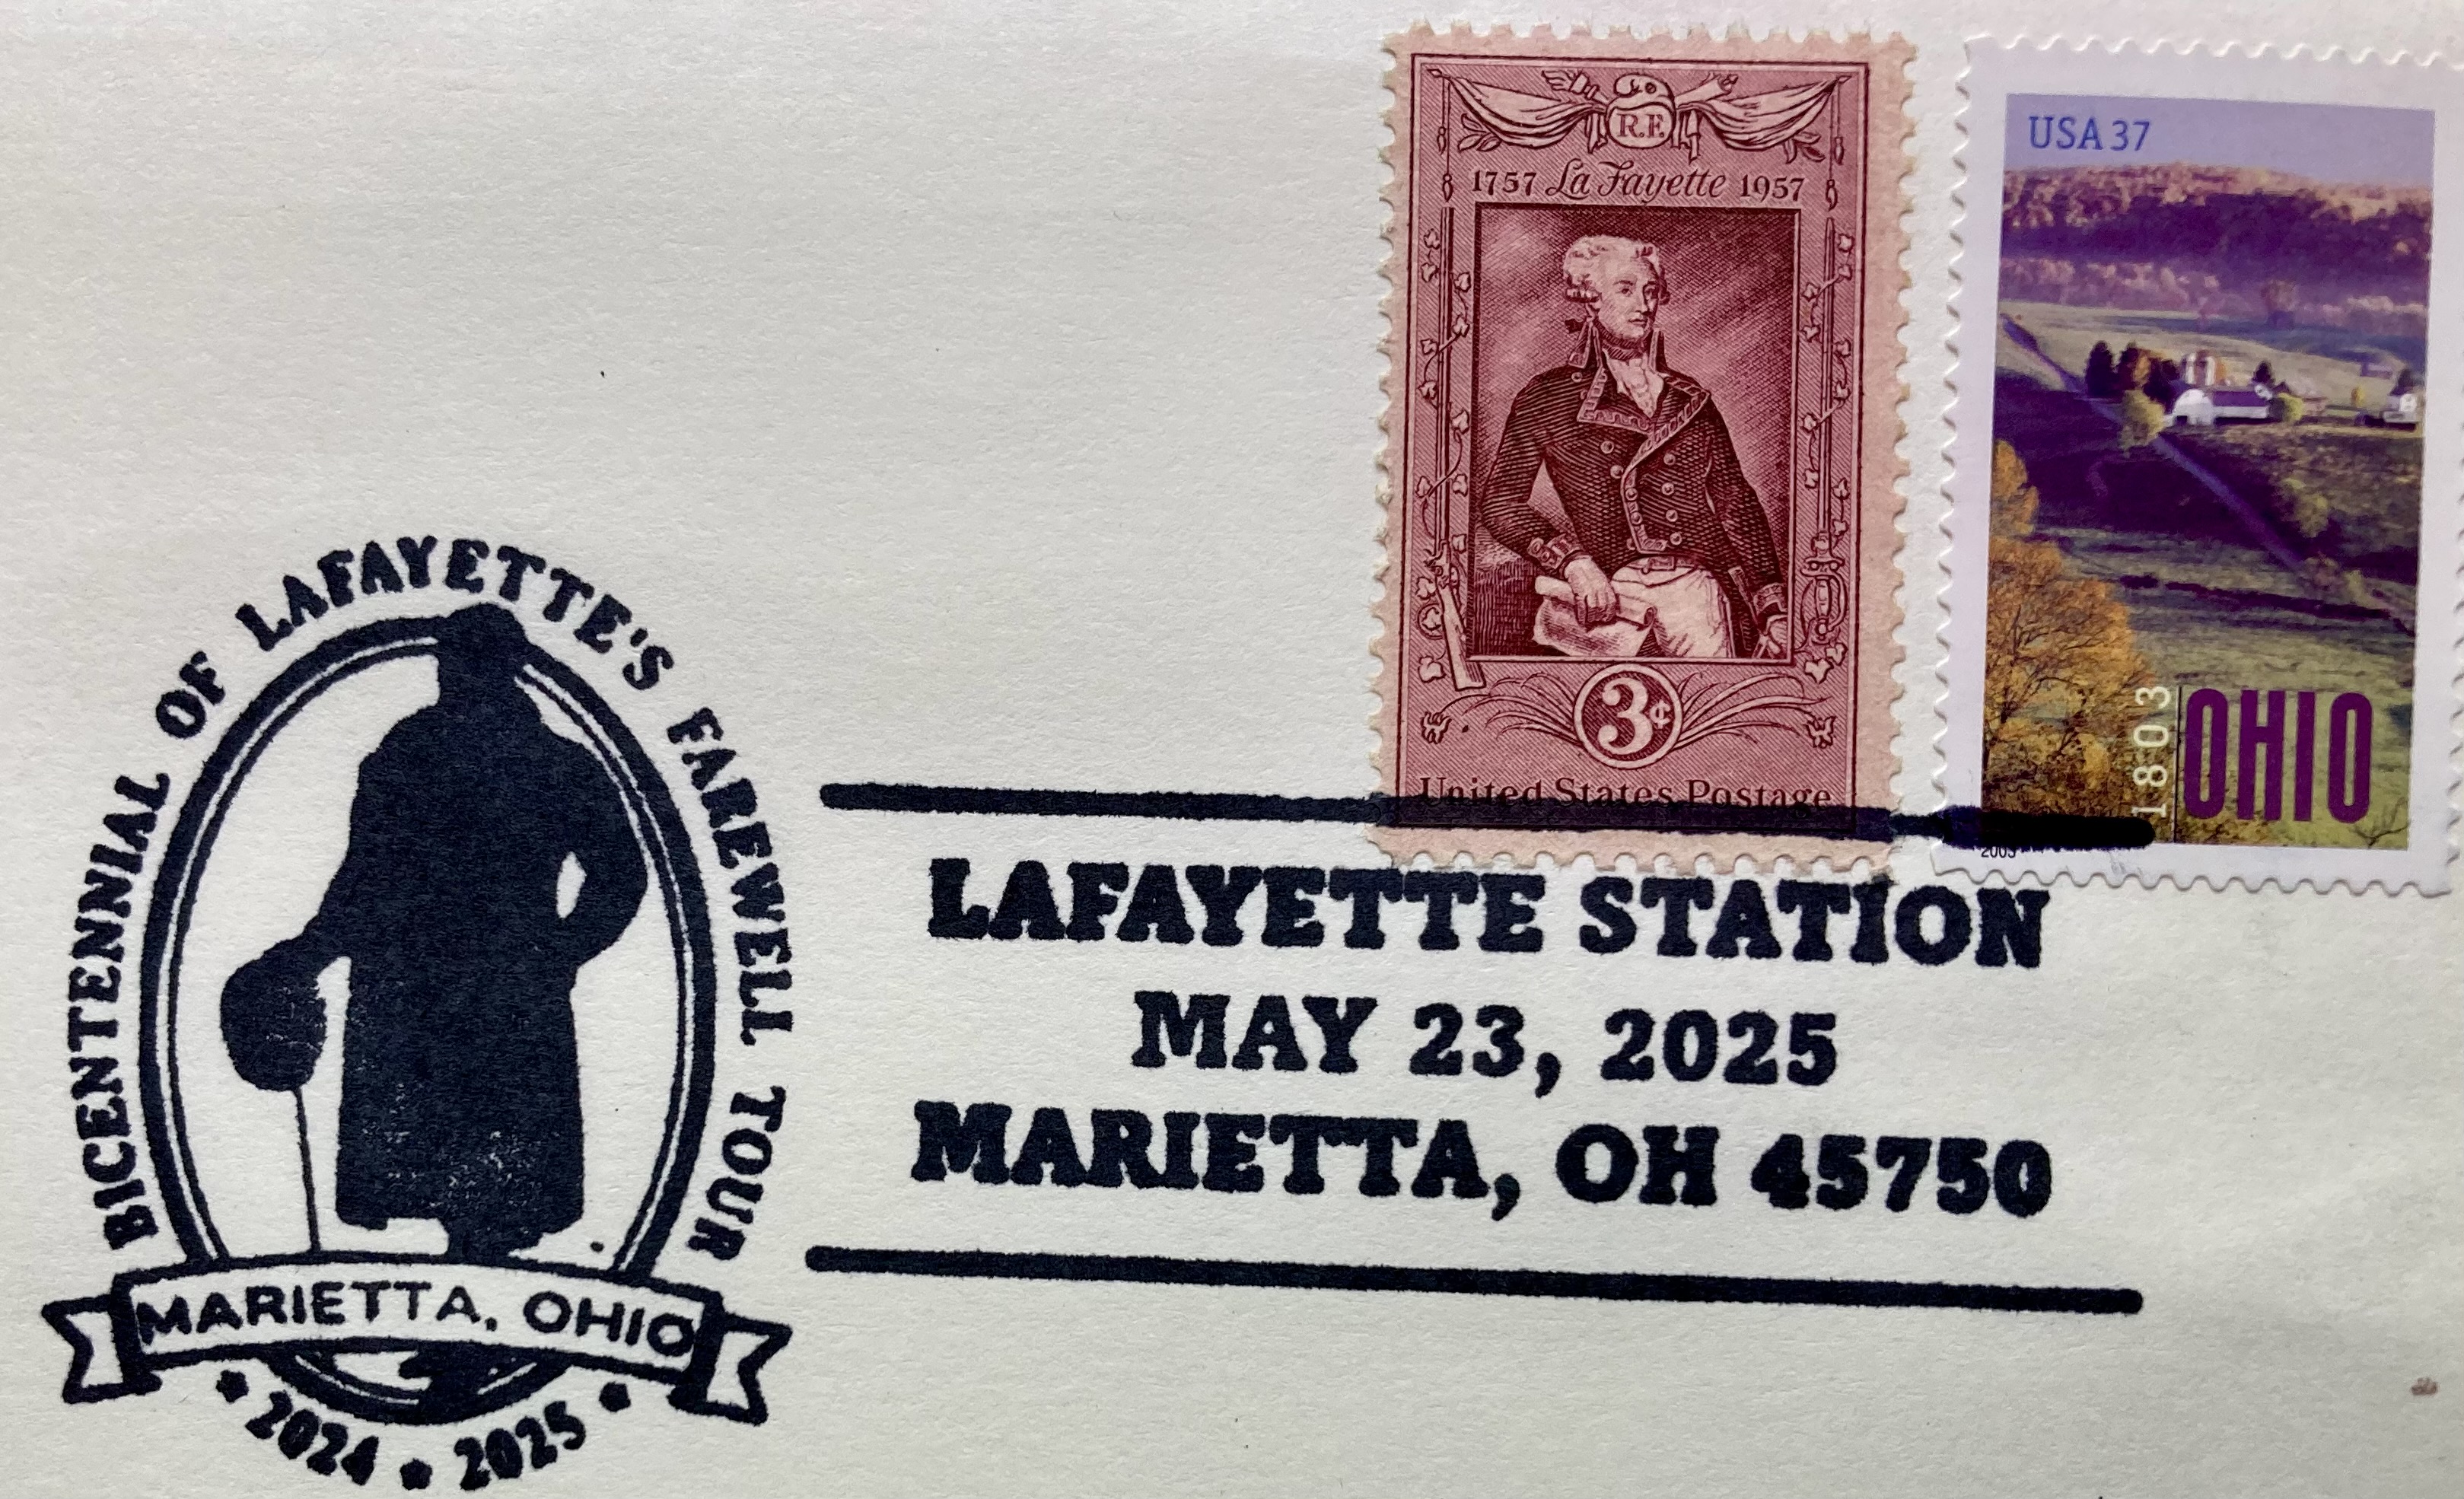 R.F.
1757 La Fayette 1957
3¢
United States Postage
USA 37
1803
OHIO
2003
BICENTENNIAL OF LAFAYETTE'S FAREWELL TOUR
MARIETTA, OHIO
★ 2024 ★ 2025 ★
LAFAYETTE STATION
MAY 23, 2025
MARIETTA, OH 45750